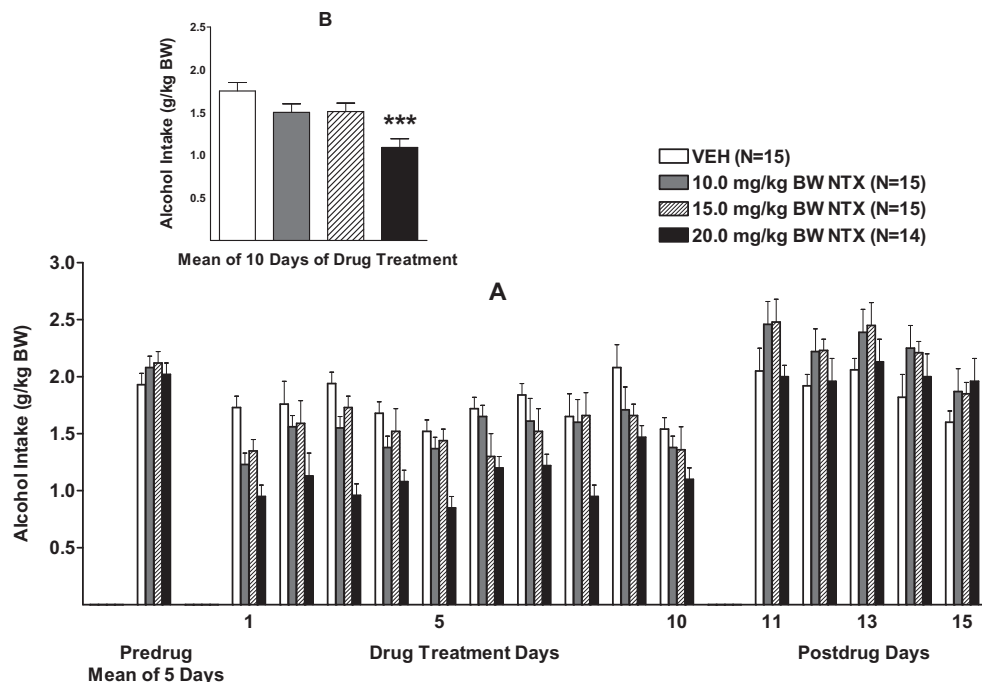 B
Alcohol Intake (g/kg BW)
2.5
2.0
1.5
1.0
0.5
***
Mean of 10 Days of Drug Treatment
VEH (N=15)
10.0 mg/kg BW NTX (N=15)
15.0 mg/kg BW NTX (N=15)
20.0 mg/kg BW NTX (N=14)
A
Alcohol Intake (g/kg BW)
3.0
2.5
2.0
1.5
1.0
0.5
1 5 10 11 13 15
Predrug Drug Treatment Days Postdrug Days
Mean of 5 Days